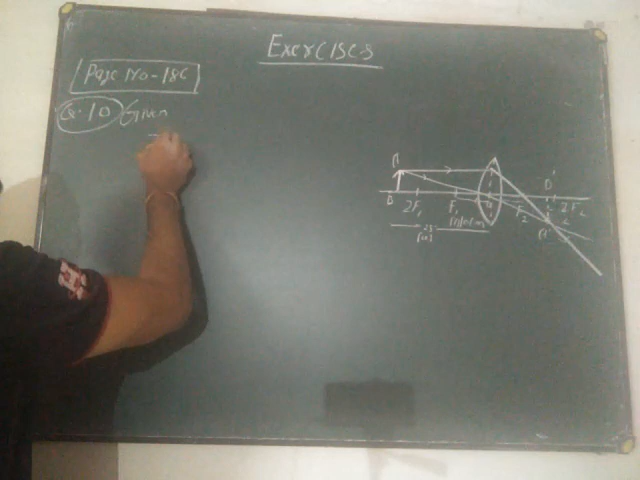 Exercises
Page No-186
Q.10 Given
A
B 2F₁ F₁ F₂ B' 2F₂
A'